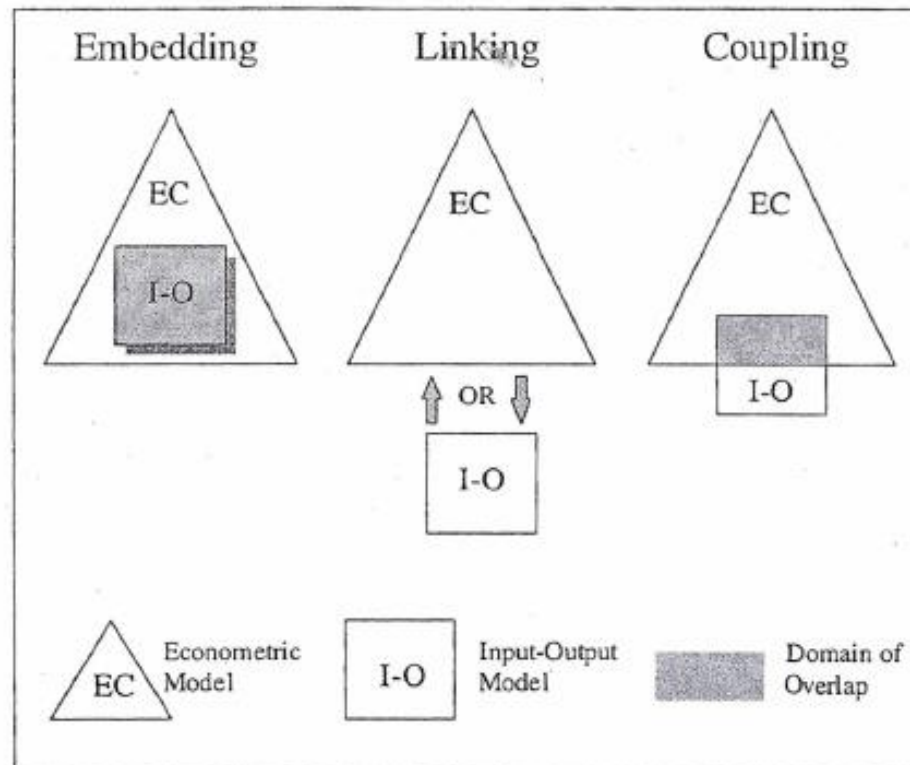 Embedding
Linking
Coupling
EC
EC
EC
I-O
I-O
OR
I-O
EC
Econometric
Model
I-O
Input-Output
Model
Domain of
Overlap